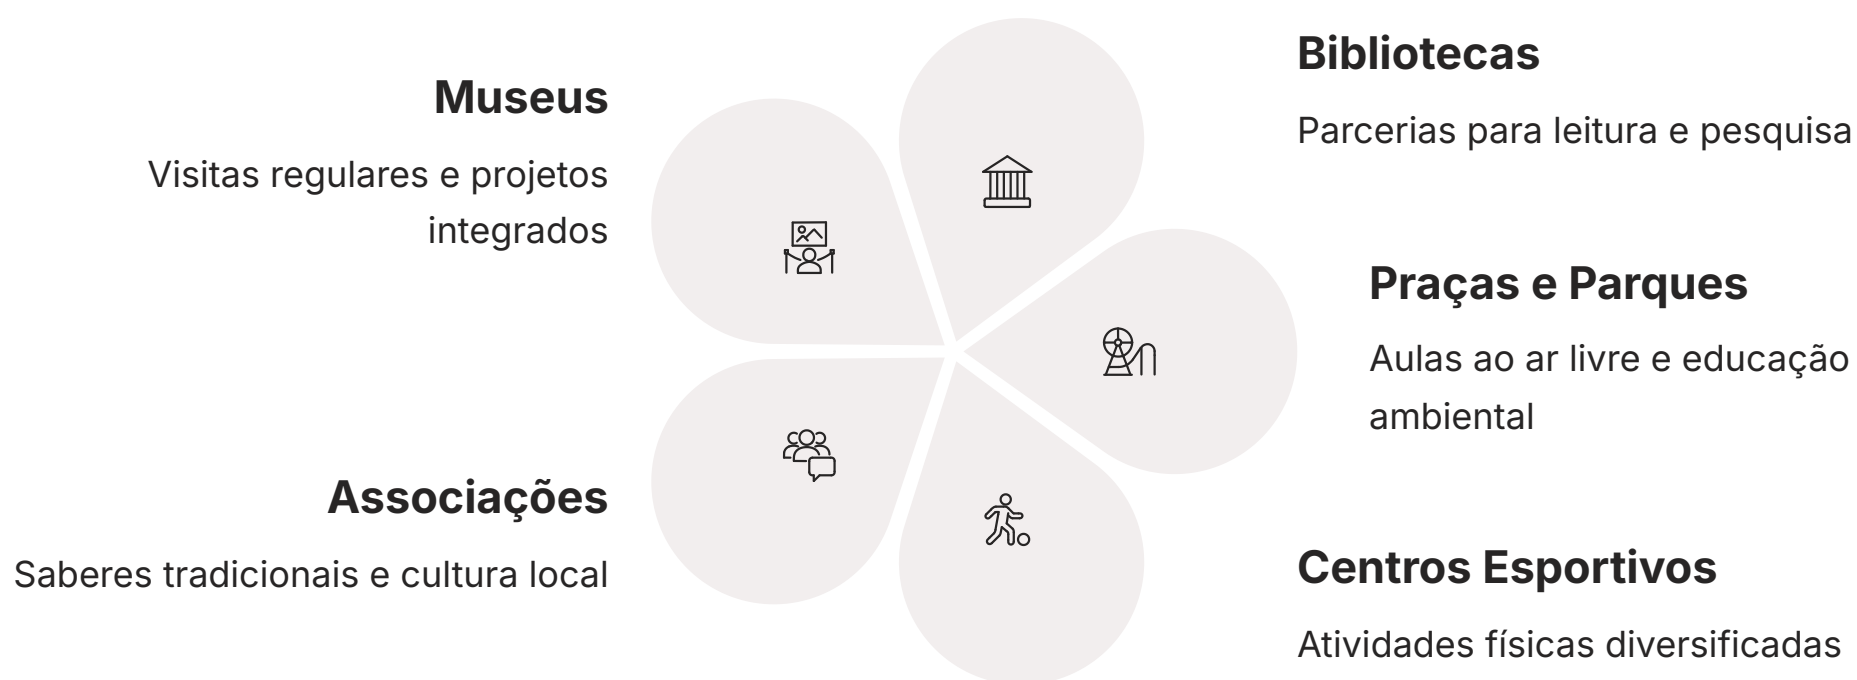 Museus
Visitas regulares e projetos
integrados
Bibliotecas
Parcerias para leitura e pesquisa
Praças e Parques
Aulas ao ar livre e educação
ambiental
Associações
Saberes tradicionais e cultura local
Centros Esportivos
Atividades físicas diversificadas